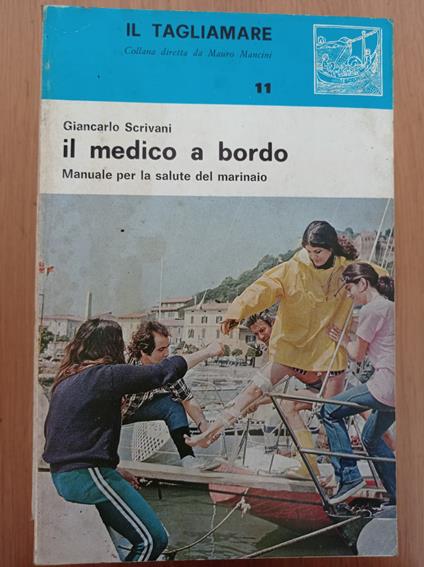 IL TAGLIAMARE
Collana diretta da Mauro Mancini
11
Giancarlo Scrivani
il medico a bordo
Manuale per la salute del marinaio